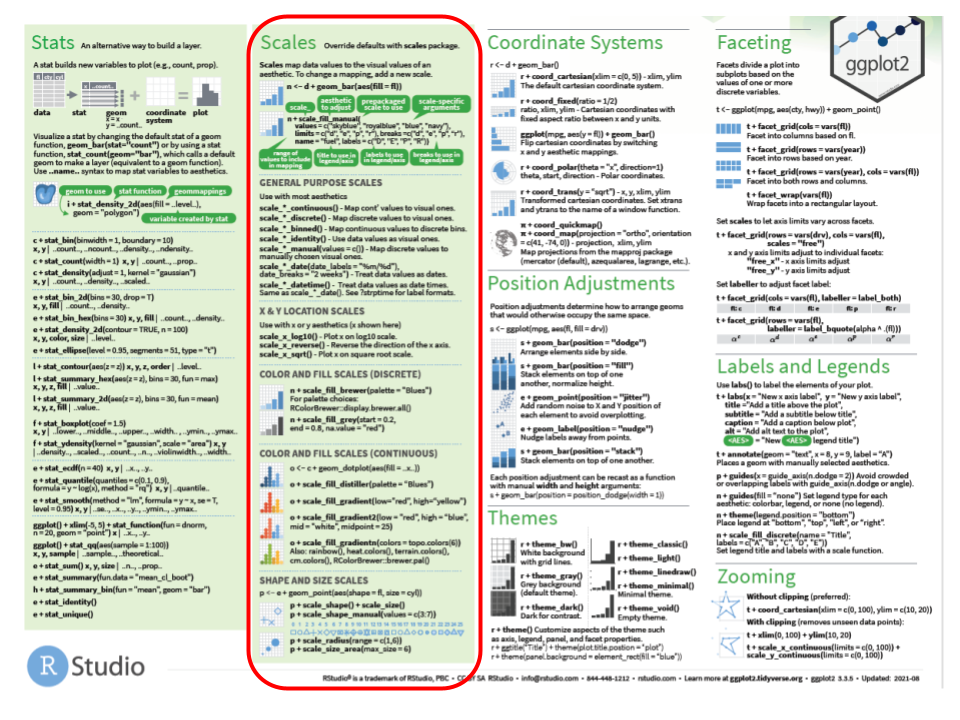 Stats An alternative way to build a layer.
A stat builds new variables to plot (e.g., count, prop).
fl cty cyl
x ..count..
data stat geom coordinate plot
x = x system
y = ..count..
Visualize a stat by changing the default stat of a geom
function, geom_bar(stat="count") or by using a stat
function, stat_count(geom="bar"), which calls a default
geom to make a layer (equivalent to a geom function).
Use ..name.. syntax to map stat variables to aesthetics.
geom to use stat function geommappings
i + stat_density_2d(aes(fill = ..level..),
geom = "polygon")
variable created by stat
c + stat_bin(binwidth = 1, boundary = 10)
x, y | ..count.., ..ncount.., ..density.., ..ndensity..
c + stat_count(width = 1) x, y | ..count.., ..prop..
c + stat_density(adjust = 1, kernel = "gaussian")
x, y | ..count.., ..density.., ..scaled..
e + stat_bin_2d(bins = 30, drop = T)
x, y, fill | ..count.., ..density..
e + stat_bin_hex(bins = 30) x, y, fill | ..count.., ..density..
e + stat_density_2d(contour = TRUE, n = 100)
x, y, color, size | ..level..
e + stat_ellipse(level = 0.95, segments = 51, type = "t")
l + stat_contour(aes(z = z)) x, y, z, order | ..level..
l + stat_summary_hex(aes(z = z), bins = 30, fun = max)
x, y, z, fill | ..value..
l + stat_summary_2d(aes(z = z), bins = 30, fun = mean)
x, y, z, fill | ..value..
f + stat_boxplot(coef = 1.5)
x, y | ..lower.., ..middle.., ..upper.., ..width.., ..ymin.., ..ymax..
f + stat_ydensity(kernel = "gaussian", scale = "area") x, y
| ..density.., ..scaled.., ..count.., ..n.., ..violinwidth.., ..width..
e + stat_ecdf(n = 40) x, y | ..x.., ..y..
e + stat_quantile(quantiles = c(0.1, 0.9),
formula = y ~ log(x), method = "rq") x, y | ..quantile..
e + stat_smooth(method = "lm", formula = y ~ x, se = T,
level = 0.95) x, y | ..se.., ..x.., ..y.., ..ymin.., ..ymax..
ggplot() + xlim(-5, 5) + stat_function(fun = dnorm,
n = 20, geom = "point") x | ..x.., ..y..
ggplot() + stat_qq(aes(sample = 1:100))
x, y, sample | ..sample.., ..theoretical..
e + stat_sum() x, y, size | ..n.., ..prop..
e + stat_summary(fun.data = "mean_cl_boot")
h + stat_summary_bin(fun = "mean", geom = "bar")
e + stat_identity()
e + stat_unique()
Scales Override defaults with scales package.
Scales map data values to the visual values of an
aesthetic. To change a mapping, add a new scale.
n <- d + geom_bar(aes(fill = fl))
scale_ aesthetic to adjust prepackaged scale to use scale-specific arguments
n + scale_fill_manual(
values = c("skyblue", "royalblue", "blue", "navy"),
limits = c("d", "e", "p", "r"), breaks =c("d", "e", "p", "r"),
name = "fuel", labels = c("D", "E", "P", "R"))
range of values to include in mapping title to use in legend/axis labels to use in legend/axis breaks to use in legend/axis
GENERAL PURPOSE SCALES
Use with most aesthetics
scale_*_continuous() - Map cont' values to visual ones.
scale_*_discrete() - Map discrete values to visual ones.
scale_*_binned() - Map continuous values to discrete bins.
scale_*_identity() - Use data values as visual ones.
scale_*_manual(values = c()) - Map discrete values to
manually chosen visual ones.
scale_*_date(date_labels = "%m/%d"),
date_breaks = "2 weeks") - Treat data values as dates.
scale_*_datetime() - Treat data values as date times.
Same as scale_*_date(). See ?strptime for label formats.
X & Y LOCATION SCALES
Use with x or y aesthetics (x shown here)
scale_x_log10() - Plot x on log10 scale.
scale_x_reverse() - Reverse the direction of the x axis.
scale_x_sqrt() - Plot x on square root scale.
COLOR AND FILL SCALES (DISCRETE)
n + scale_fill_brewer(palette = "Blues")
For palette choices:
RColorBrewer::display.brewer.all()
n + scale_fill_grey(start = 0.2,
end = 0.8, na.value = "red")
COLOR AND FILL SCALES (CONTINUOUS)
o <- c + geom_dotplot(aes(fill = ..x..))
o + scale_fill_distiller(palette = "Blues")
o + scale_fill_gradient(low="red", high="yellow")
o + scale_fill_gradient2(low = "red", high = "blue",
mid = "white", midpoint = 25)
o + scale_fill_gradientn(colors = topo.colors(6))
Also: rainbow(), heat.colors(), terrain.colors(),
cm.colors(), RColorBrewer::brewer.pal()
SHAPE AND SIZE SCALES
p <- e + geom_point(aes(shape = fl, size = cyl))
p + scale_shape() + scale_size()
p + scale_shape_manual(values = c(3:7))
p + scale_radius(range = c(1,6))
p + scale_size_area(max_size = 6)
Coordinate Systems
r <- d + geom_bar()
r + coord_cartesian(xlim = c(0, 5)) - xlim, ylim
The default cartesian coordinate system.
r + coord_fixed(ratio = 1/2)
ratio, xlim, ylim - Cartesian coordinates with
fixed aspect ratio between x and y units.
ggplot(mpg, aes(y = fl)) + geom_bar()
Flip cartesian coordinates by switching
x and y aesthetic mappings.
r + coord_polar(theta = "x", direction=1)
theta, start, direction - Polar coordinates.
r + coord_trans(y = "sqrt") - x, y, xlim, ylim
Transformed cartesian coordinates. Set xtrans
and ytrans to the name of a window function.
π + coord_quickmap()
π + coord_map(projection = "ortho", orientation
= c(41, -74, 0)) - projection, xlim, ylim
Map projections from the mapproj package
(mercator (default), azequalarea, lagrange, etc.).
Position Adjustments
Position adjustments determine how to arrange geoms
that would otherwise occupy the same space.
s <- ggplot(mpg, aes(fl, fill = drv))
s + geom_bar(position = "dodge")
Arrange elements side by side.
s + geom_bar(position = "fill")
Stack elements on top of one
another, normalize height.
e + geom_point(position = "jitter")
Add random noise to X and Y position of
each element to avoid overplotting.
e + geom_label(position = "nudge")
Nudge labels away from points.
s + geom_bar(position = "stack")
Stack elements on top of one another.
Each position adjustment can be recast as a function
with manual width and height arguments:
s + geom_bar(position = position_dodge(width = 1))
Themes
r + theme_bw()
White background
with grid lines.
r + theme_gray()
Grey background
(default theme).
r + theme_dark()
Dark for contrast.
r + theme_classic()
r + theme_light()
r + theme_linedraw()
r + theme_minimal()
Minimal theme.
r + theme_void()
Empty theme.
r + theme() Customize aspects of the theme such
as axis, legend, panel, and facet properties.
r + ggtitle("Title") + theme(plot.title.postion = "plot")
r + theme(panel.background = element_rect(fill = "blue"))
Faceting
ggplot2
Facets divide a plot into
subplots based on the
values of one or more
discrete variables.
t <- ggplot(mpg, aes(cty, hwy)) + geom_point()
t + facet_grid(cols = vars(fl))
Facet into columns based on fl.
t + facet_grid(rows = vars(year))
Facet into rows based on year.
t + facet_grid(rows = vars(year), cols = vars(fl))
Facet into both rows and columns.
t + facet_wrap(vars(fl))
Wrap facets into a rectangular layout.
Set scales to let axis limits vary across facets.
t + facet_grid(rows = vars(drv), cols = vars(fl),
scales = "free")
x and y axis limits adjust to individual facets:
"free_x" - x axis limits adjust
"free_y" - y axis limits adjust
Set labeller to adjust facet label:
t + facet_grid(cols = vars(fl), labeller = label_both)
fl: c fl: d fl: e fl: p fl: r
t + facet_grid(rows = vars(fl),
labeller = label_bquote(alpha ^ .(fl)))
Labels and Legends
Use labs() to label the elements of your plot.
t + labs(x = "New x axis label", y = "New y axis label",
title ="Add a title above the plot",
subtitle = "Add a subtitle below title",
caption = "Add a caption below plot",
alt = "Add alt text to the plot",
<AES> = "New <AES> legend title")
t + annotate(geom = "text", x = 8, y = 9, label = "A")
Places a geom with manually selected aesthetics.
p + guides(x = guide_axis(n.dodge = 2)) Avoid crowded
or overlapping labels with guide_axis(n.dodge or angle).
n + guides(fill = "none") Set legend type for each
aesthetic: colorbar, legend, or none (no legend).
n + theme(legend.position = "bottom")
Place legend at "bottom", "top", "left", or "right".
n + scale_fill_discrete(name = "Title",
labels = c("A", "B", "C", "D", "E"))
Set legend title and labels with a scale function.
Zooming
Without clipping (preferred):
t + coord_cartesian(xlim = c(0, 100), ylim = c(10, 20))
With clipping (removes unseen data points):
t + xlim(0, 100) + ylim(10, 20)
t + scale_x_continuous(limits = c(0, 100)) +
scale_y_continuous(limits = c(0, 100))
R Studio
RStudio® is a trademark of RStudio, PBC • CC BY SA RStudio • info@rstudio.com • 844-448-1212 • rstudio.com • Learn more at ggplot2.tidyverse.org • ggplot2 3.3.5 • Updated: 2021-08